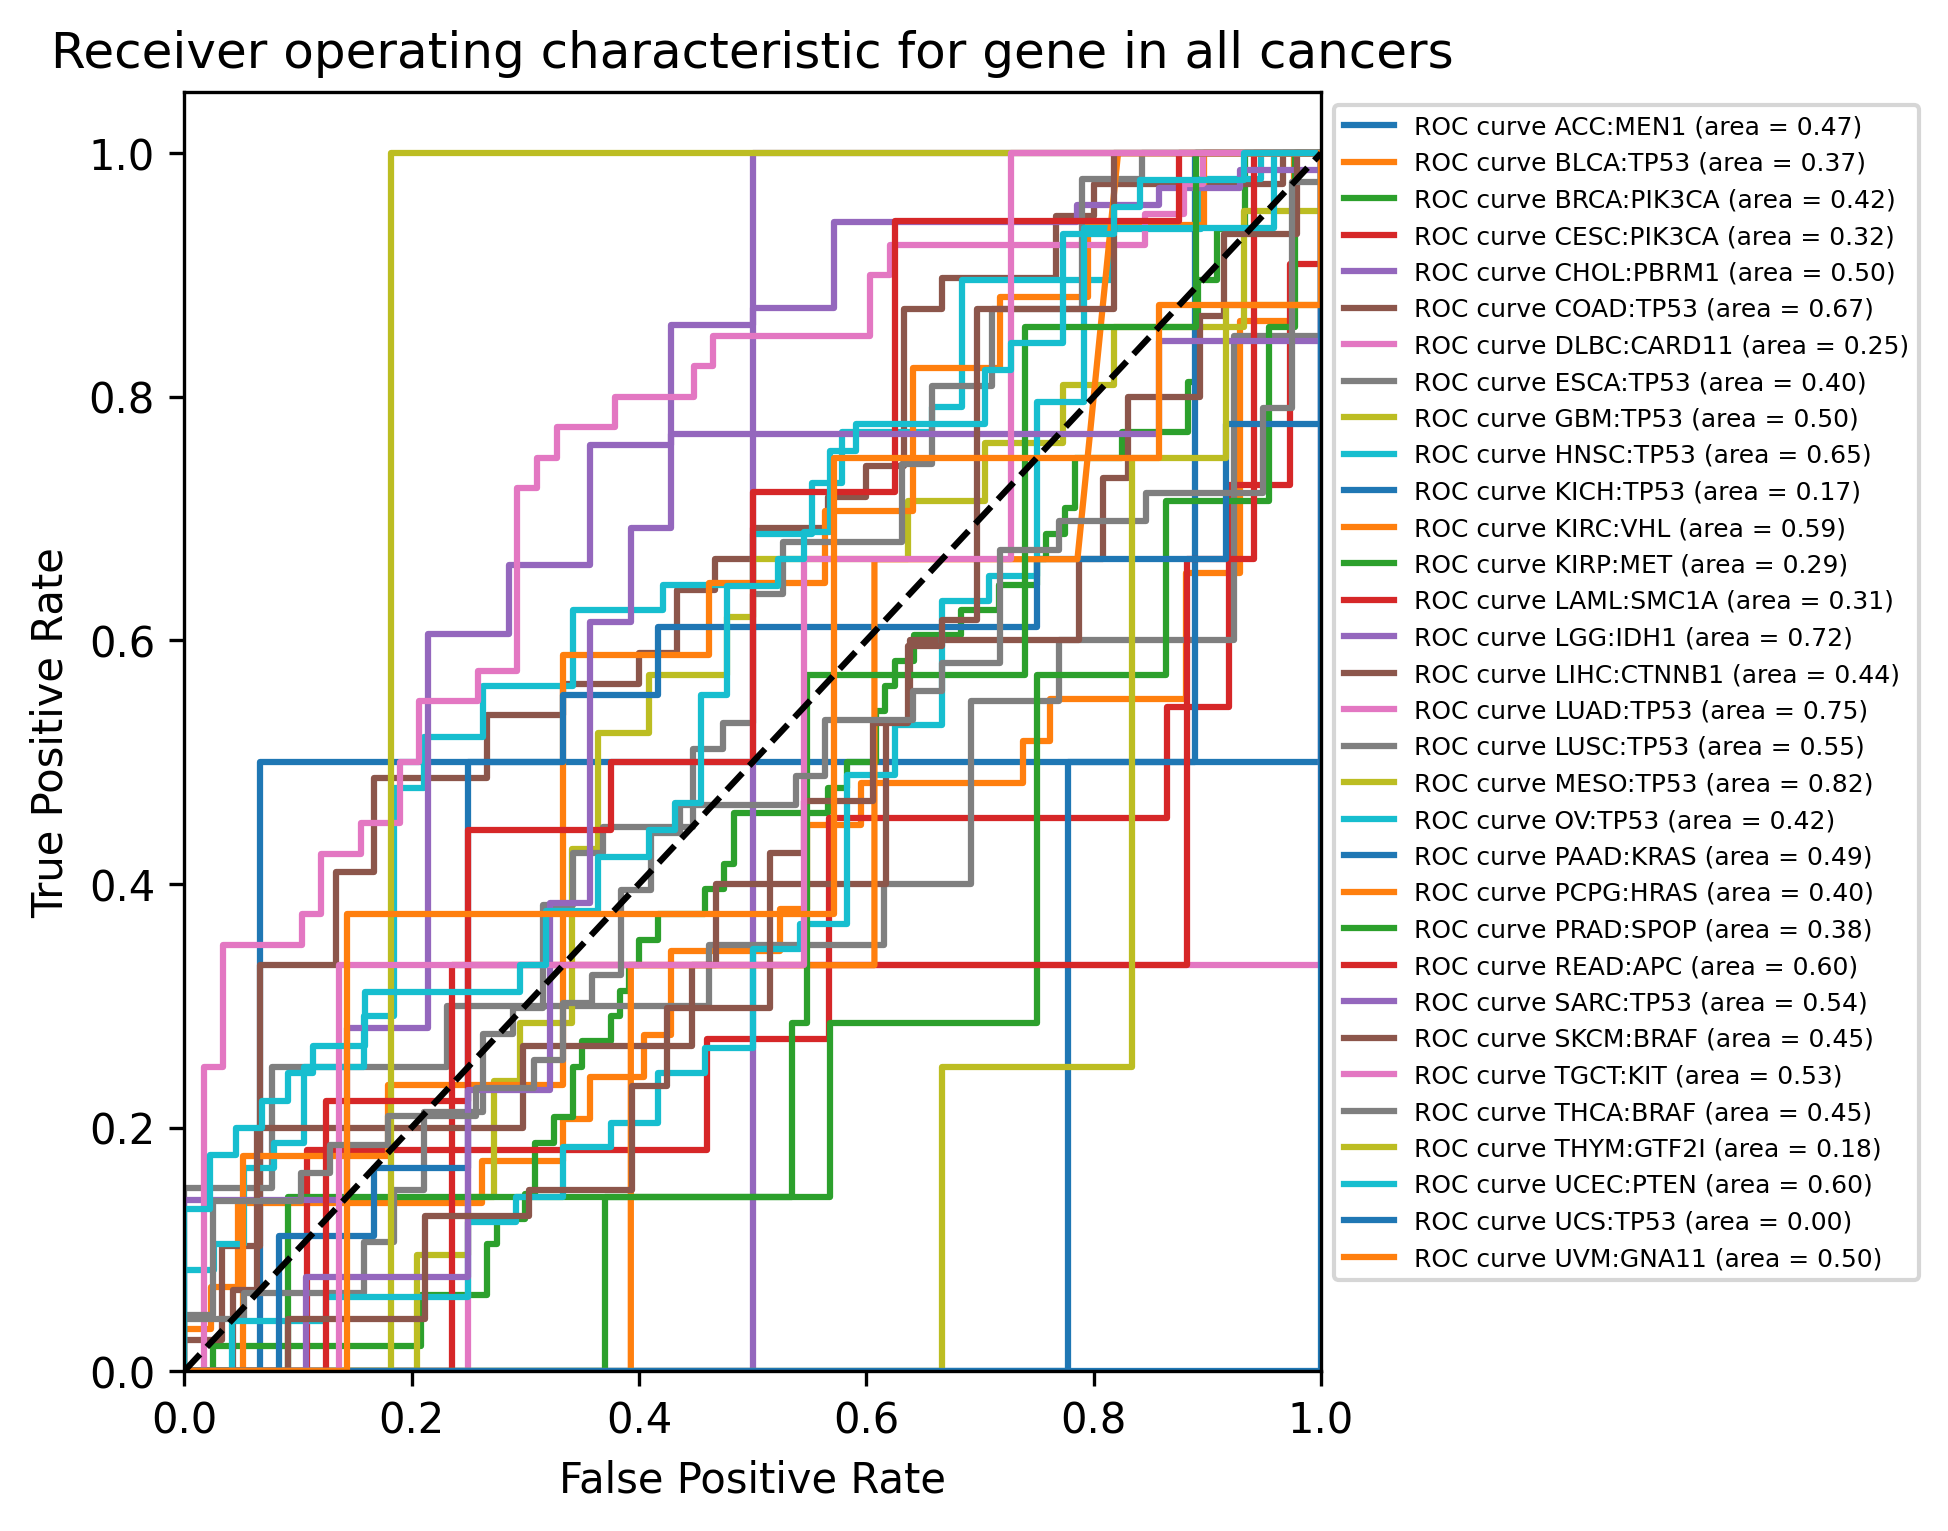 Receiver operating characteristic for gene in all cancers
True Positive Rate
1.0
0.8
0.6
0.4
0.2
0.0
0.0 0.2 0.4 0.6 0.8 1.0
False Positive Rate
ROC curve ACC:MEN1 (area = 0.47)
ROC curve BLCA:TP53 (area = 0.37)
ROC curve BRCA:PIK3CA (area = 0.42)
ROC curve CESC:PIK3CA (area = 0.32)
ROC curve CHOL:PBRM1 (area = 0.50)
ROC curve COAD:TP53 (area = 0.67)
ROC curve DLBC:CARD11 (area = 0.25)
ROC curve ESCA:TP53 (area = 0.40)
ROC curve GBM:TP53 (area = 0.50)
ROC curve HNSC:TP53 (area = 0.65)
ROC curve KICH:TP53 (area = 0.17)
ROC curve KIRC:VHL (area = 0.59)
ROC curve KIRP:MET (area = 0.29)
ROC curve LAML:SMC1A (area = 0.31)
ROC curve LGG:IDH1 (area = 0.72)
ROC curve LIHC:CTNNB1 (area = 0.44)
ROC curve LUAD:TP53 (area = 0.75)
ROC curve LUSC:TP53 (area = 0.55)
ROC curve MESO:TP53 (area = 0.82)
ROC curve OV:TP53 (area = 0.42)
ROC curve PAAD:KRAS (area = 0.49)
ROC curve PCPG:HRAS (area = 0.40)
ROC curve PRAD:SPOP (area = 0.38)
ROC curve READ:APC (area = 0.60)
ROC curve SARC:TP53 (area = 0.54)
ROC curve SKCM:BRAF (area = 0.45)
ROC curve TGCT:KIT (area = 0.53)
ROC curve THCA:BRAF (area = 0.45)
ROC curve THYM:GTF2I (area = 0.18)
ROC curve UCEC:PTEN (area = 0.60)
ROC curve UCS:TP53 (area = 0.00)
ROC curve UVM:GNA11 (area = 0.50)